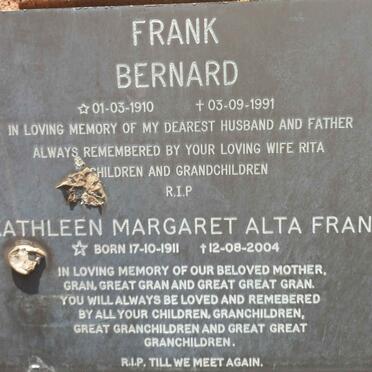 FRANK
BERNARD
☆01-03-1910 †03-09-1991
IN LOVING MEMORY OF MY DEAREST HUSBAND AND FATHER
ALWAYS REMEMBERED BY YOUR LOVING WIFE RITA
CHILDREN AND GRANDCHILDREN
R.I.P
KATHLEEN MARGARET ALTA FRAN
☆ BORN 17-10-1911 †12-08-2004
IN LOVING MEMORY OF OUR BELOVED MOTHER,
GRAN, GREAT GRAN AND GREAT GREAT GRAN.
YOU WILL ALWAYS BE LOVED AND REMEBERED
BY ALL YOUR CHILDREN, GRANCHILDREN,
GREAT GRANCHILDREN AND GREAT GREAT
GRANCHILDREN.
R.I.P. TILL WE MEET AGAIN.